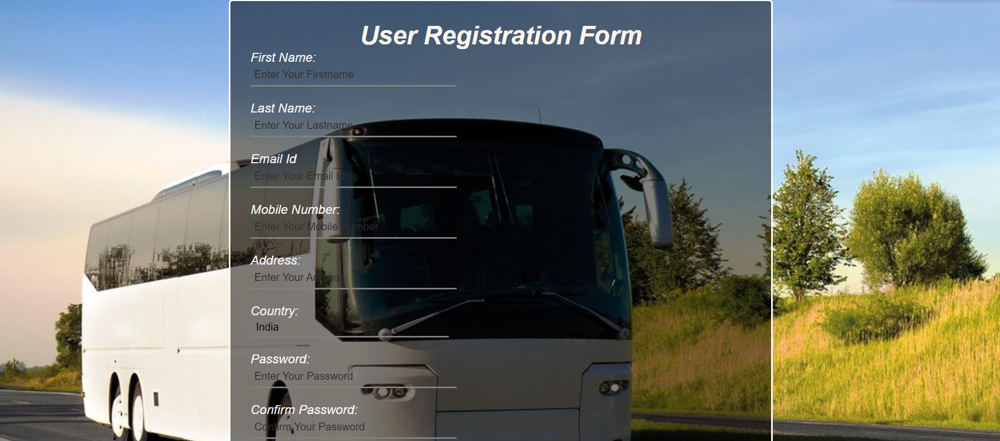 User Registration Form
First Name:
Enter Your Firstname
Last Name:
Enter Your Lastname
Email Id
Enter Your Email Id
Mobile Number:
Enter Your Mobile Number
Address:
Enter Your Address
Country:
India
Password:
Enter Your Password
Confirm Password:
Confirm Your Password